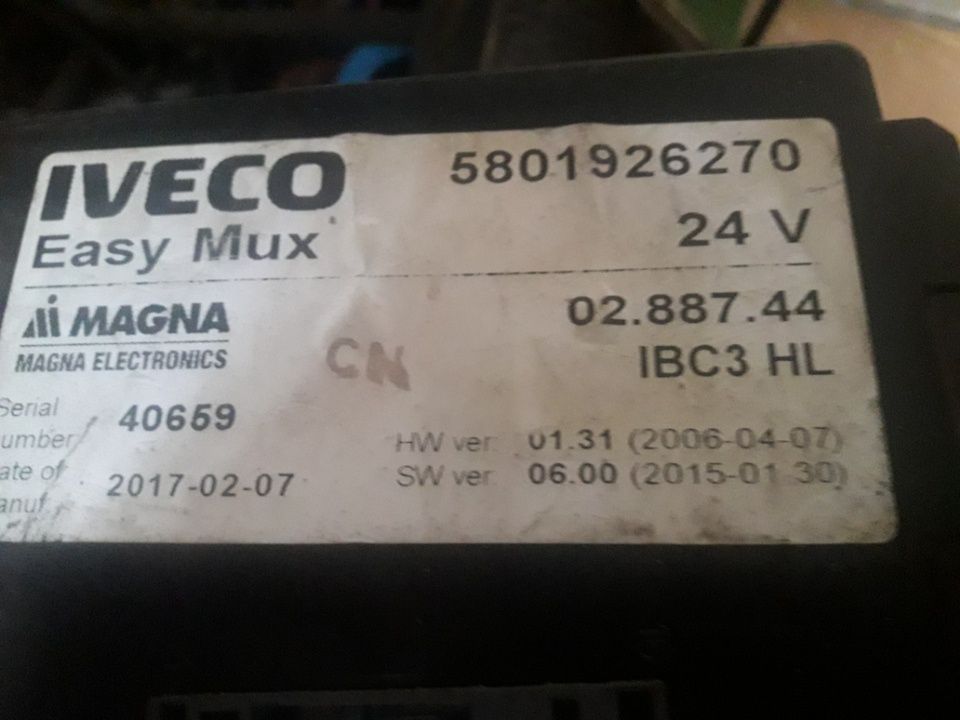 IVECO 5801926270
Easy Mux 24 V
MAGNA 02.887.44
MAGNA ELECTRONICS IBC3 HL
CN
Serial 40659
umber HW ver: 01.31 (2006-04-07)
ate of 2017-02-07 SW ver: 06.00 (2015-01-30)
anuf.